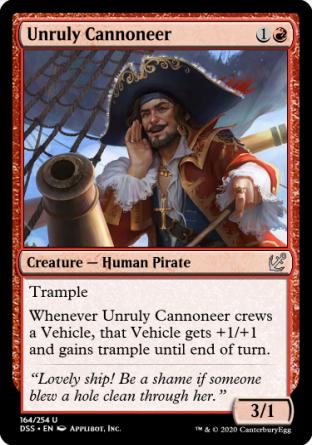 Unruly Cannoneer 1
Creature — Human Pirate
Trample
Whenever Unruly Cannoneer crews
a Vehicle, that Vehicle gets +1/+1
and gains trample until end of turn.
“Lovely ship! Be a shame if someone
blew a hole clean through her.”
3/1
164/254 U
DSS • EN APPLIBOT, INC.
™ & © 2020 CanterburyEgg